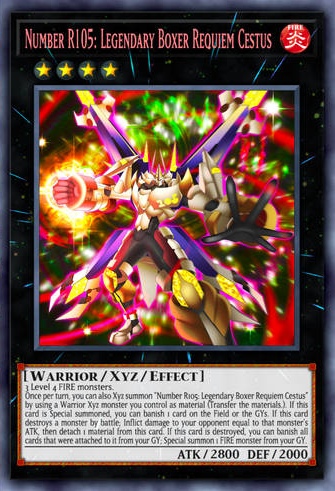 Number R105: Legendary Boxer Requiem Cestus
FIRE
炎
[Warrior/Xyz/Effect]
3 Level 4 FIRE monsters.
Once per turn, you can also Xyz summon "Number R105: Legendary Boxer Requiem Cestus"
by using a Warrior Xyz monster you control as material (Transfer the materials.). If this
card is Special summoned, you can banish 1 card on the Field or the GYs. If this card
destroys a monster by battle; Inflict damage to your opponent equal to that monster's
ATK, then detach 1 material from this card. If this card is destroyed, you can banish all
cards that were attached to it from your GY; Special summon 1 FIRE monster from your GY.
ATK/2800 DEF/2000